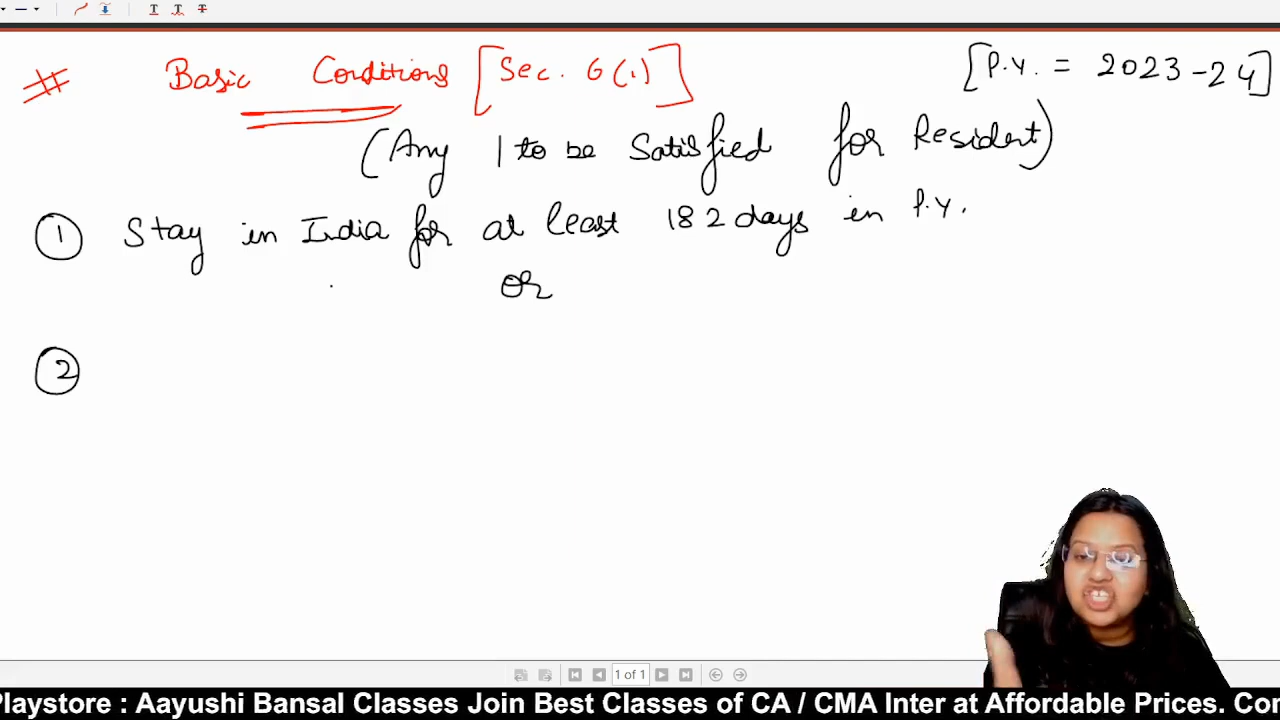 # Basic Conditions [Sec. 6(1)]
[P.Y. = 2023-24]
(Any 1 to be Satisfied for Resident)
① Stay in India for at least 182 days in P.Y.
or
②
1 of 1
Playstore : Aayushi Bansal Classes Join Best Classes of CA / CMA Inter at Affordable Prices. Con